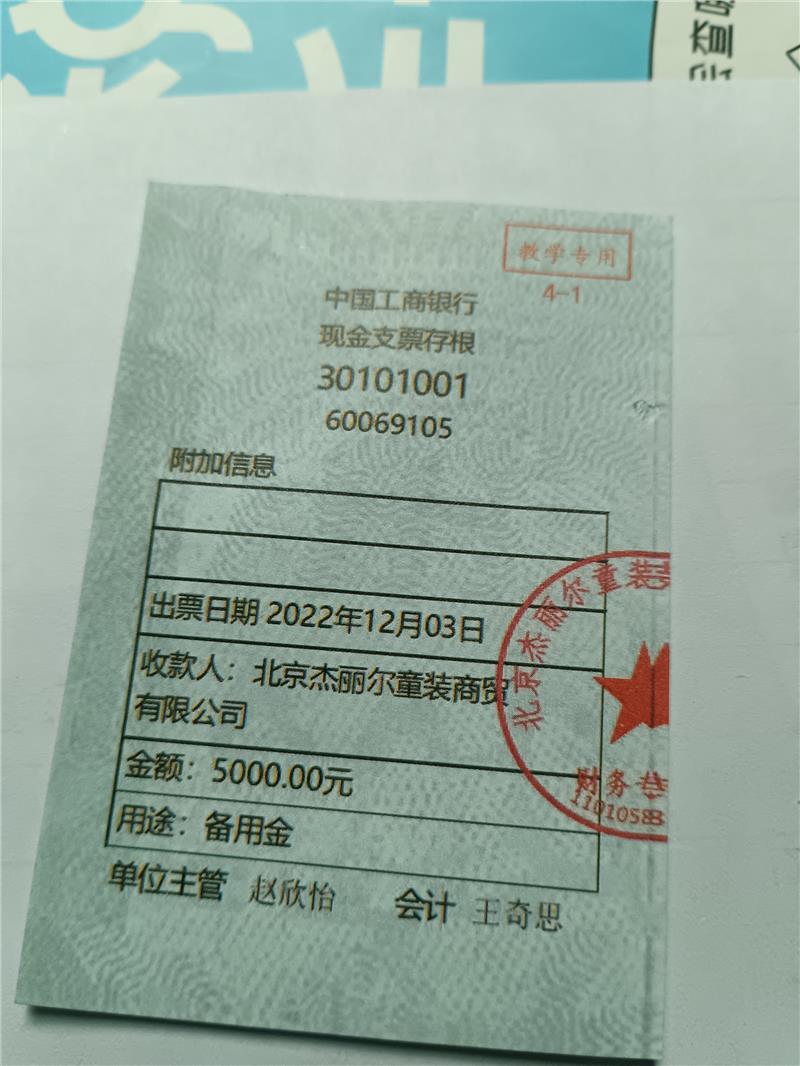 教学专用
4-1
中国工商银行
现金支票存根
30101001
60069105
附加信息
出票日期 2022年12月03日
收款人：北京杰丽尔童装商贸
有限公司
金额：5000.00元
用途：备用金
单位主管 赵欣怡 会计 王奇思
北京杰丽尔童装
财务专
1101058